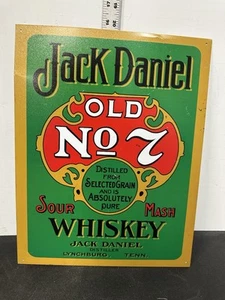 Jack Daniel
OLD
No 7
DISTILLED
FROM
SELECTED GRAIN
AND IS
ABSOLUTELY
PURE
SOUR MASH
WHISKEY
JACK DANIEL
DISTILLER
LYNCHBURG, TENN.